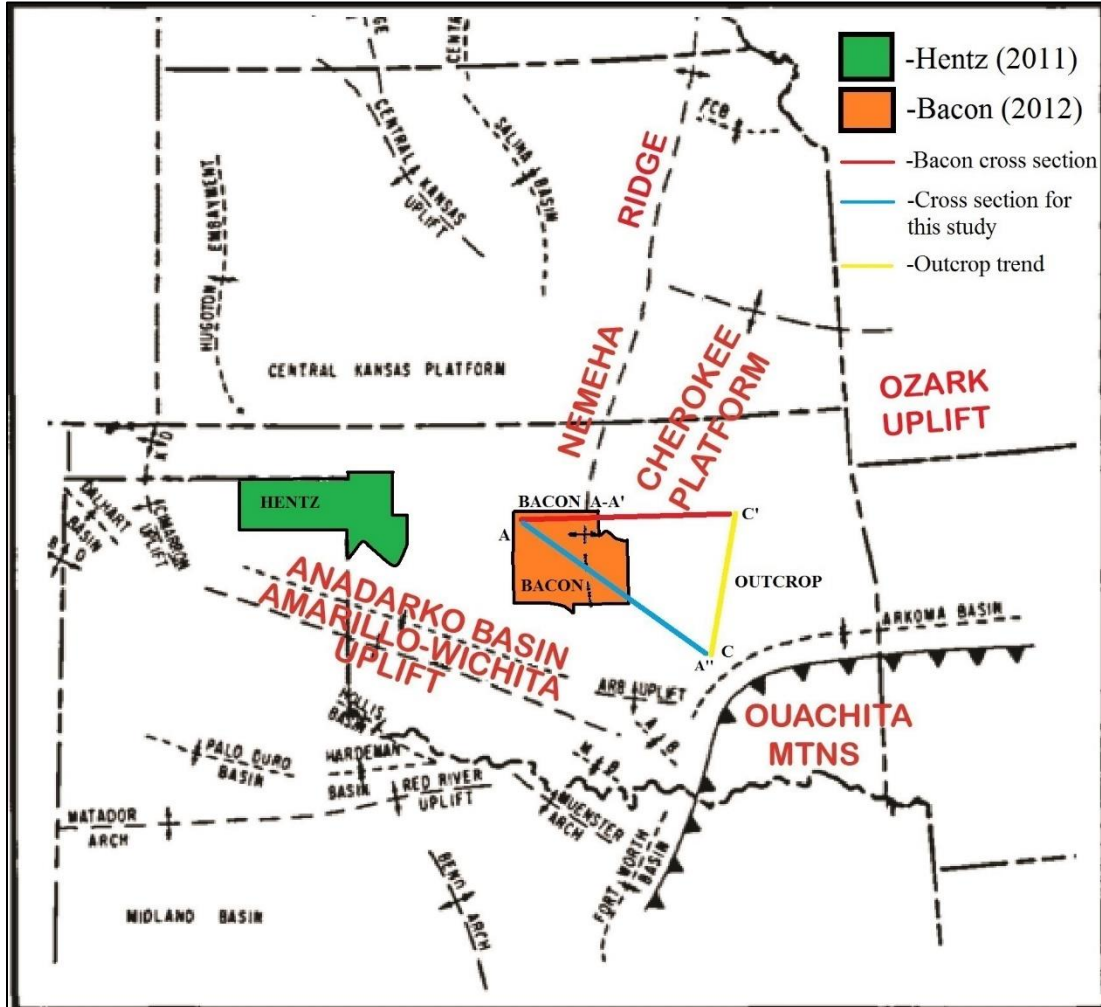 GE
CENTRAL
KANSAS
UPLIFT
SALINA
BASIN
FCB
-Hentz (2011)
-Bacon (2012)
-Bacon cross section
-Cross section for
this study
-Outcrop trend
HUGOTON EMBAYMENT
RIDGE
NEMEHA
CENTRAL KANSAS PLATFORM
CHEROKEE
PLATFORM
OZARK
UPLIFT
DALHART
BASIN
CIMARRON
UPLIFT
HENTZ
BACON A-A'
A
C'
BACON
OUTCROP
A''
C
ANADARKO BASIN
AMARILLO-WICHITA
UPLIFT
ARKOMA BASIN
ARB UPLIFT
OUACHITA
MTNS
HOLLIS
BASIN
PALO DURO
BASIN
HARDEMAN
BASIN
RED RIVER
UPLIFT
M B
A B
MATADOR
ARCH
MUENSTER
ARCH
FORT WORTH
BASIN
BEND ARCH
MIDLAND BASIN